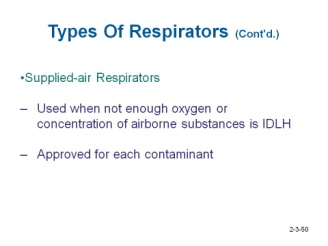 Types Of Respirators (Cont'd.)
•Supplied-air Respirators
– Used when not enough oxygen or
concentration of airborne substances is IDLH
– Approved for each contaminant
2-3-50